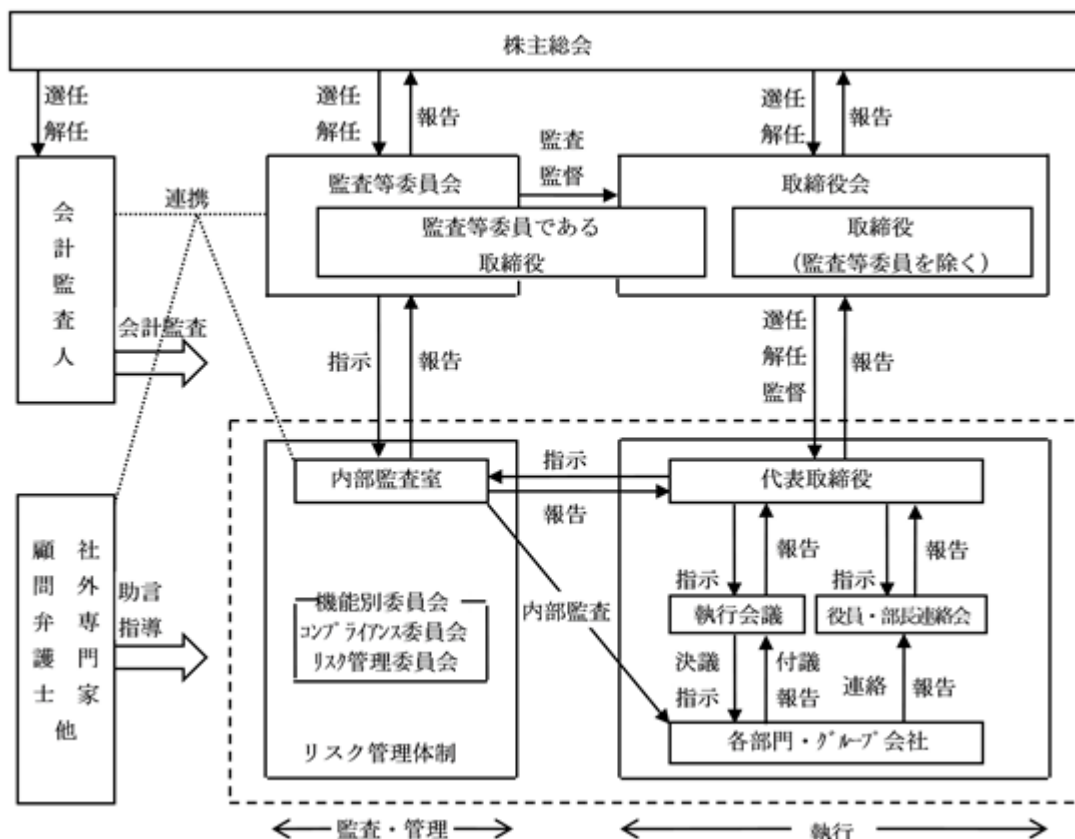 株主総会
選任
解任
選任
解任
報告
選任
解任
報告
監査
監督
会計監査人
連携
監査等委員会
監査等委員である
取締役
取締役会
取締役
(監査等委員を除く)
会計監査
指示
報告
選任
解任
監督
報告
内部監査室
指示
報告
代表取締役
顧問弁護士
社外専門家
他
助言
指導
機能別委員会
コンプライアンス委員会
リスク管理委員会
リスク管理体制
内部監査
指示
報告
指示
報告
執行会議
役員・部長連絡会
決議
指示
付議
報告
連絡
報告
各部門・グループ会社
監査・管理
執行